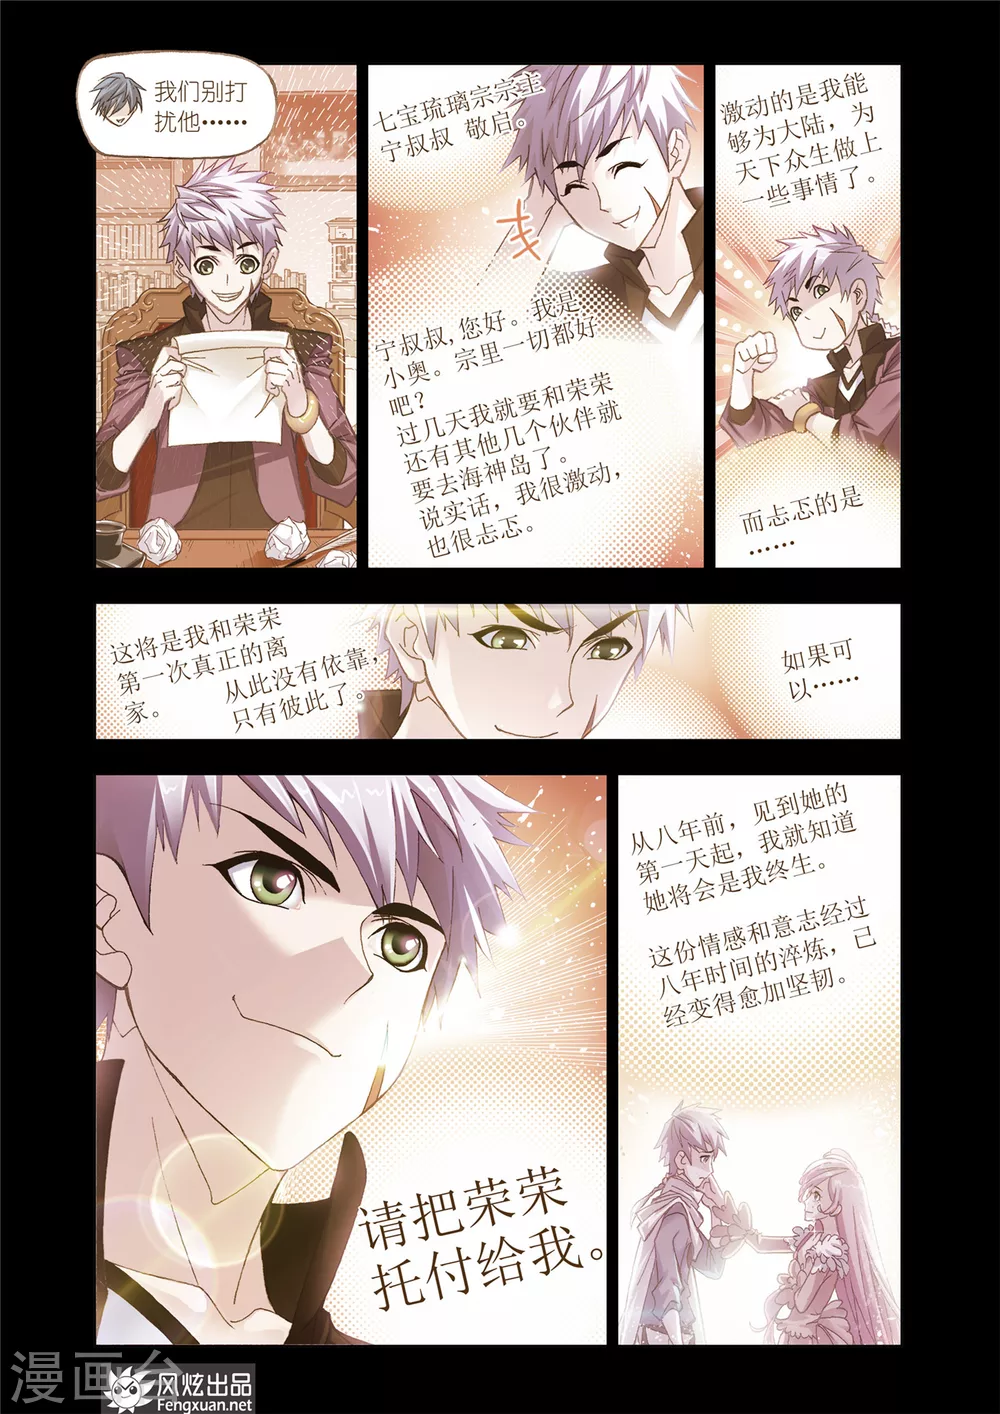 我们别打
扰他……
七宝琉璃宗宗主
宁叔叔 敬启。
宁叔叔,您好。我是
小奥。宗里一切都好
吧?
过几天我就要和荣荣
还有其他几个伙伴就
要去海神岛了。
说实话，我很激动，
也很忐忑。
激动的是我能
够为大陆，为
天下众生做上
一些事情了。
而忐忑的是
……
这将是我和荣荣
第一次真正的离
家。
从此没有依靠，
只有彼此了。
如果可
以……
请把荣荣
托付给我。
从八年前，见到她的
第一天起，我就知道
她将会是我终生。
这份情感和意志经过
八年时间的淬炼，已
经变得愈加坚韧。
漫画台
风炫出品
Fengxuan.net